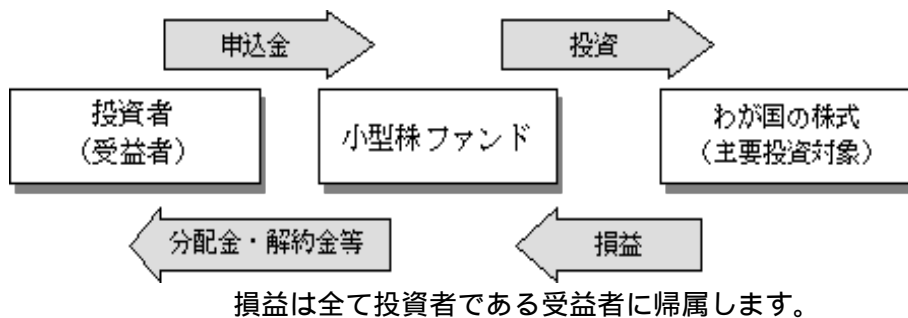 申込金
投資
投資者
（受益者）
小型株ファンド
わが国の株式
（主要投資対象）
分配金・解約金等
損益
損益は全て投資者である受益者に帰属します。